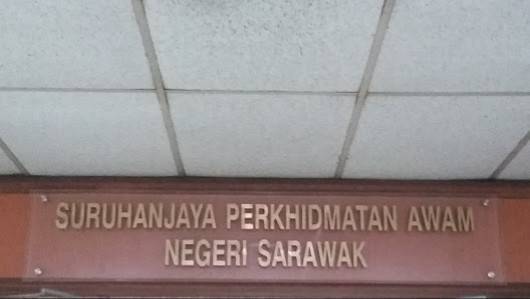 SURUHANJAYA PERKHIDMATAN AWAM
NEGERI SARAWAK